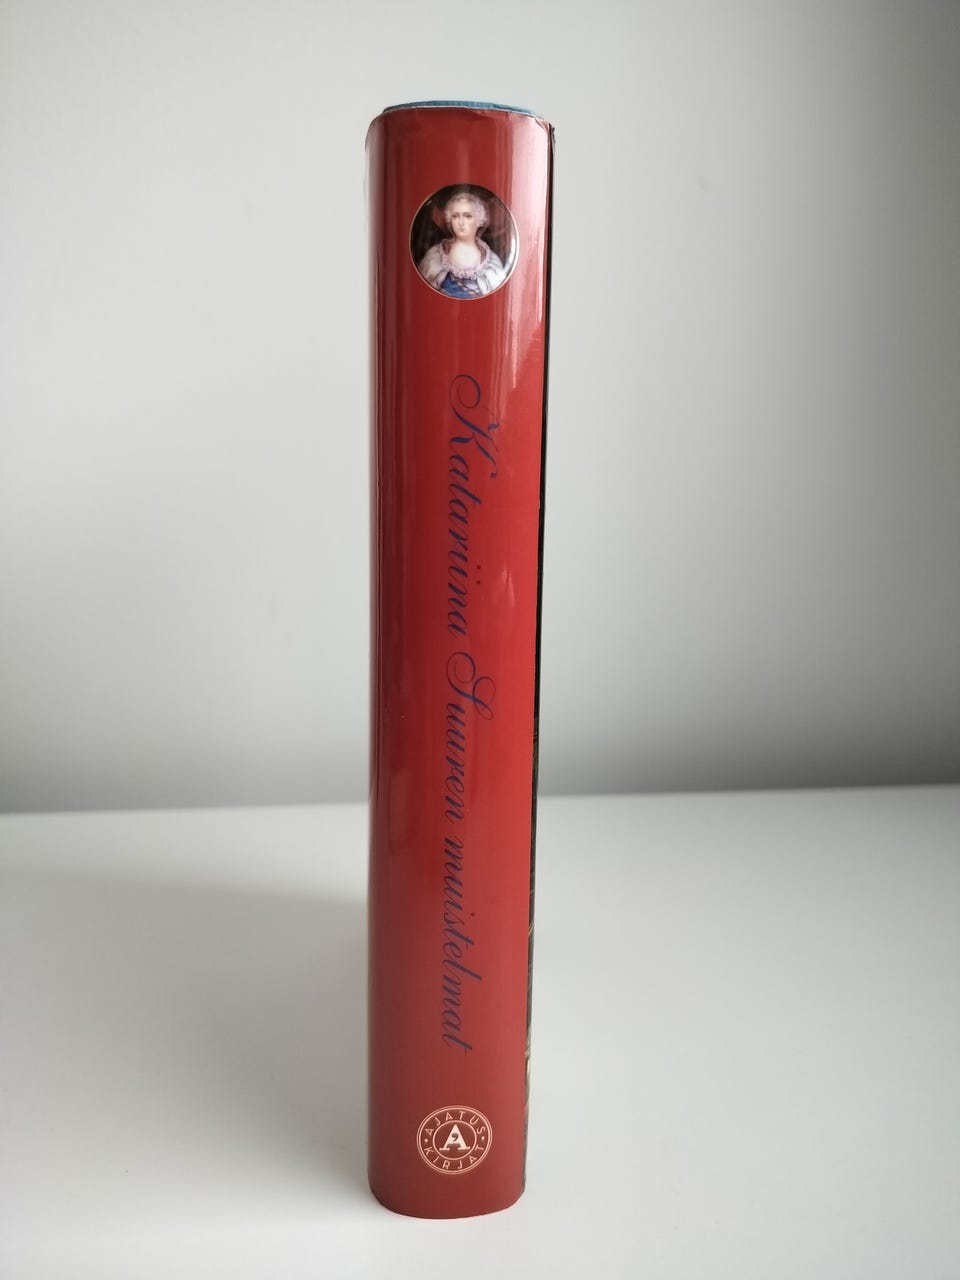 Katariina Suuren muistelmat
AJATUS
A
KIRJAT